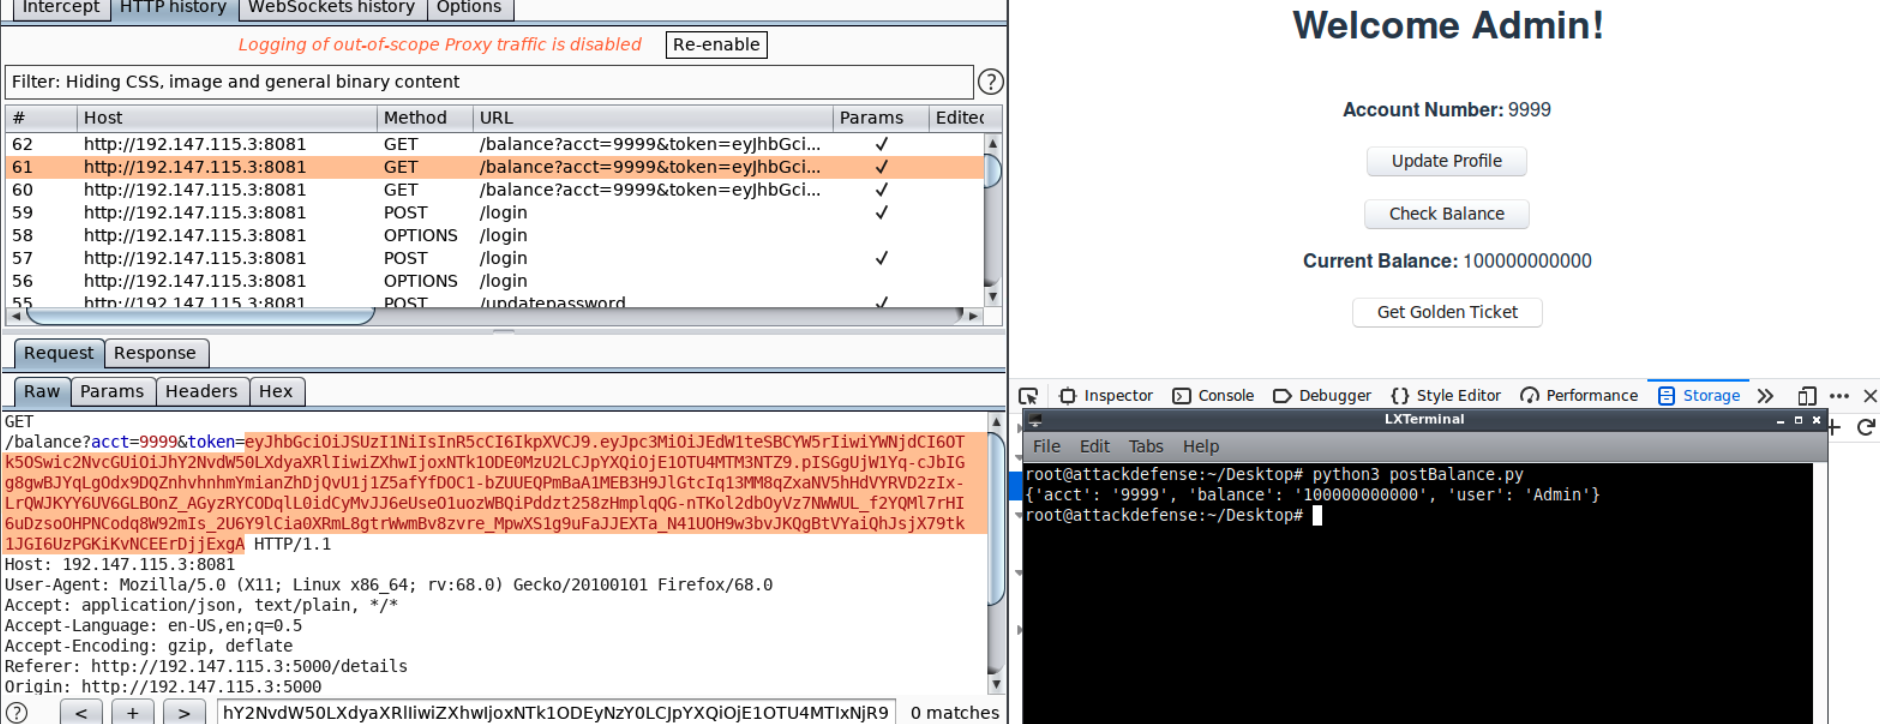 Intercept HTTP history WebSockets history Options
Logging of out-of-scope Proxy traffic is disabled Re-enable
Filter: Hiding CSS, image and general binary content ?
# Host Method URL Params Edited
62 http://192.147.115.3:8081 GET /balance?acct=9999&token=eyJhbGci... ✓
61 http://192.147.115.3:8081 GET /balance?acct=9999&token=eyJhbGci... ✓
60 http://192.147.115.3:8081 GET /balance?acct=9999&token=eyJhbGci... ✓
59 http://192.147.115.3:8081 POST /login ✓
58 http://192.147.115.3:8081 OPTIONS /login
57 http://192.147.115.3:8081 POST /login ✓
56 http://192.147.115.3:8081 OPTIONS /login
55 http://192.147.115.3:8081 POST /updatepassword ✓
Request Response
Raw Params Headers Hex
GET
/balance?acct=9999&token=eyJhbGciOiJSUzI1NiIsInR5cCI6IkpXVCJ9.eyJpc3MiOiJEdW1teSBCYW5rIiwiYWNjdCI6OT
k5OSwic2NvcGUiOiJhY2NvdW50LXdyaXRlIiwiZXhwIjoxNTk1ODE0MzU2LCJpYXQiOjE1OTU4MTM3NTZ9.pISGgUjW1Yq-cJbIG
g8gwBJYqLgOdx9DQZnhvhnhmYmianZhDjQvU1j1Z5afYfDOC1-bZUUEQPmBaA1MEB3H9JlGtcIq13MM8qZxaNV5hHdVYRVD2zIx-
LrQWJKYY6UV6GLBOnZ_AGyzRYCODqlL0idCyMvJJ6eUseO1uozWBQiPddzt258zHmplqQG-nTKol2dbOyVz7NWWUL_f2YQMl7rHI
6uDzsoOHPNCodq8W92mIs_2U6Y9lCia0XRmL8gtrWwmBv8zvre_MpwXS1g9uFaJJEXTa_N41UOH9w3bvJKQgBtVYaiQhJsjX79tk
1JGI6UzPGKiKvNCEErDjjExgA HTTP/1.1
Host: 192.147.115.3:8081
User-Agent: Mozilla/5.0 (X11; Linux x86_64; rv:68.0) Gecko/20100101 Firefox/68.0
Accept: application/json, text/plain, */*
Accept-Language: en-US,en;q=0.5
Accept-Encoding: gzip, deflate
Referer: http://192.147.115.3:5000/details
Origin: http://192.147.115.3:5000
? < + > hY2NvdW50LXdyaXRlIiwiZXhwIjoxNTk1ODEyNzY0LCJpYXQiOjE1OTU4MTIxNjR9 0 matches
Welcome Admin!
Account Number: 9999
Update Profile
Check Balance
Current Balance: 100000000000
Get Golden Ticket
Inspector Console Debugger Style Editor Performance Storage
LXTerminal
File Edit Tabs Help
root@attackdefense:~/Desktop# python3 postBalance.py
{'acct': '9999', 'balance': '100000000000', 'user': 'Admin'}
root@attackdefense:~/Desktop#